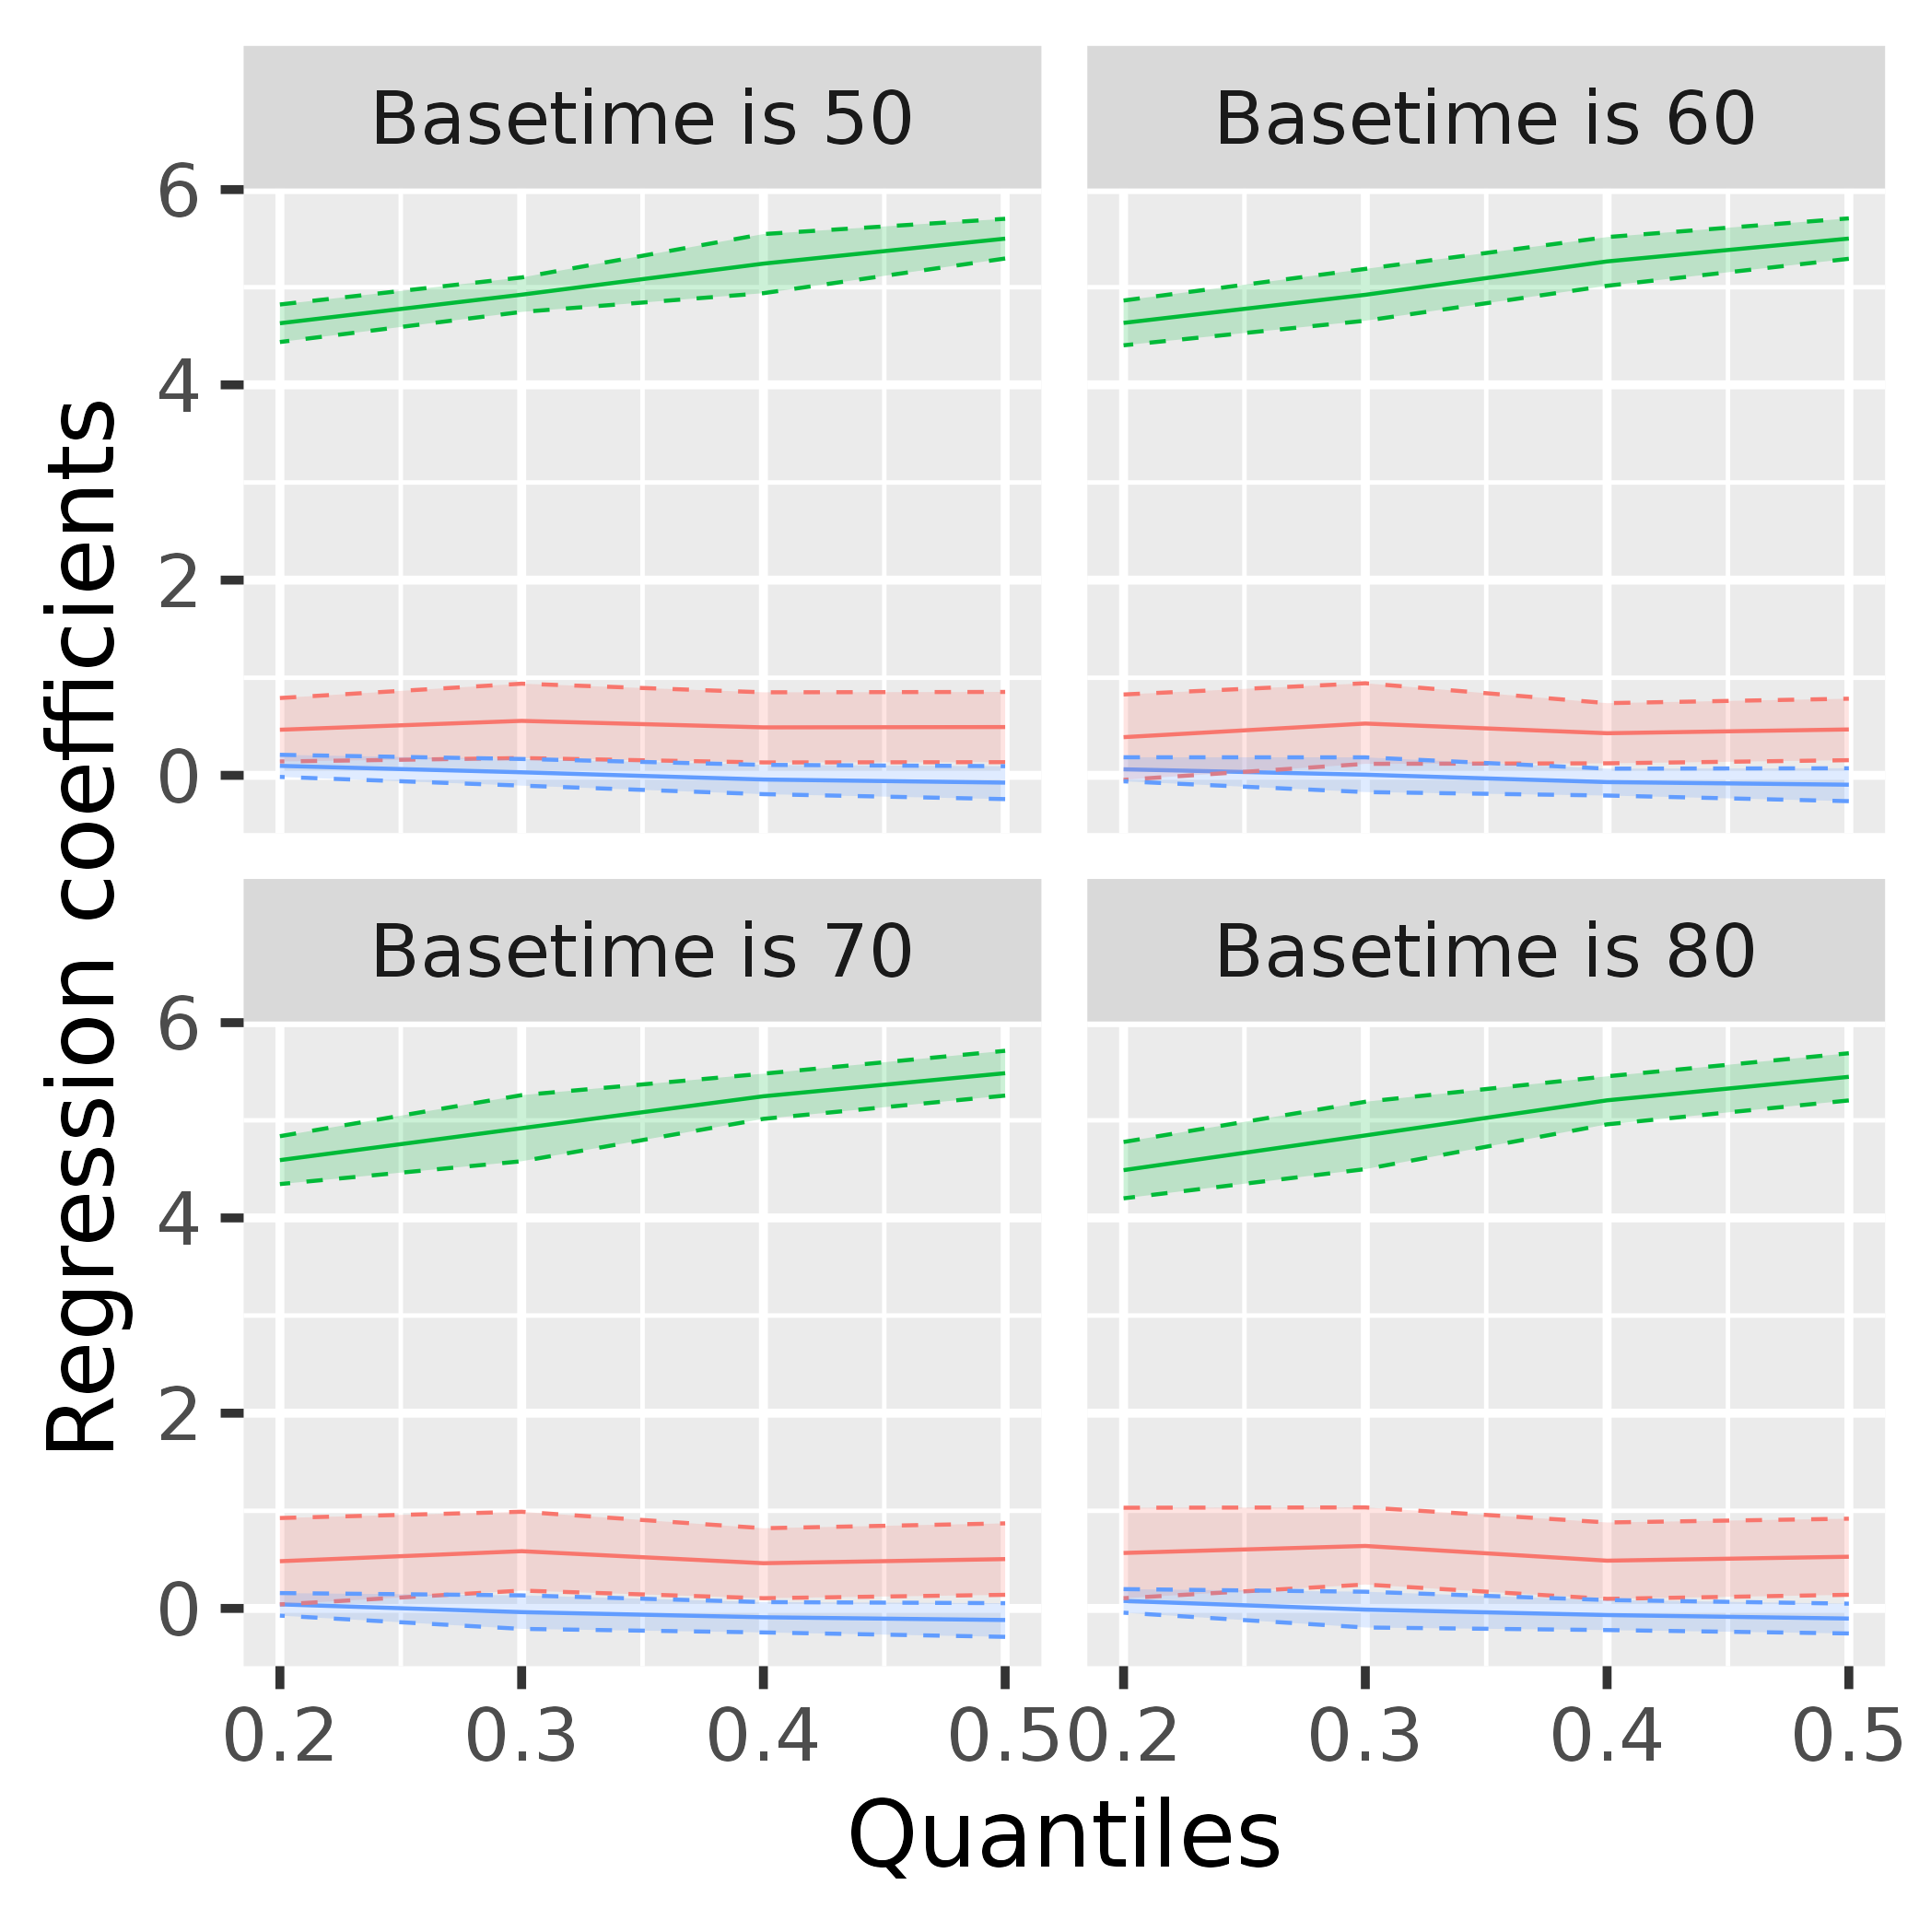 Basetime is 50
Basetime is 60
6
4
2
0
Basetime is 70
Basetime is 80
6
4
2
0
0.2 0.3 0.4 0.5 0.2 0.3 0.4 0.5
Quantiles
Regression coefficients